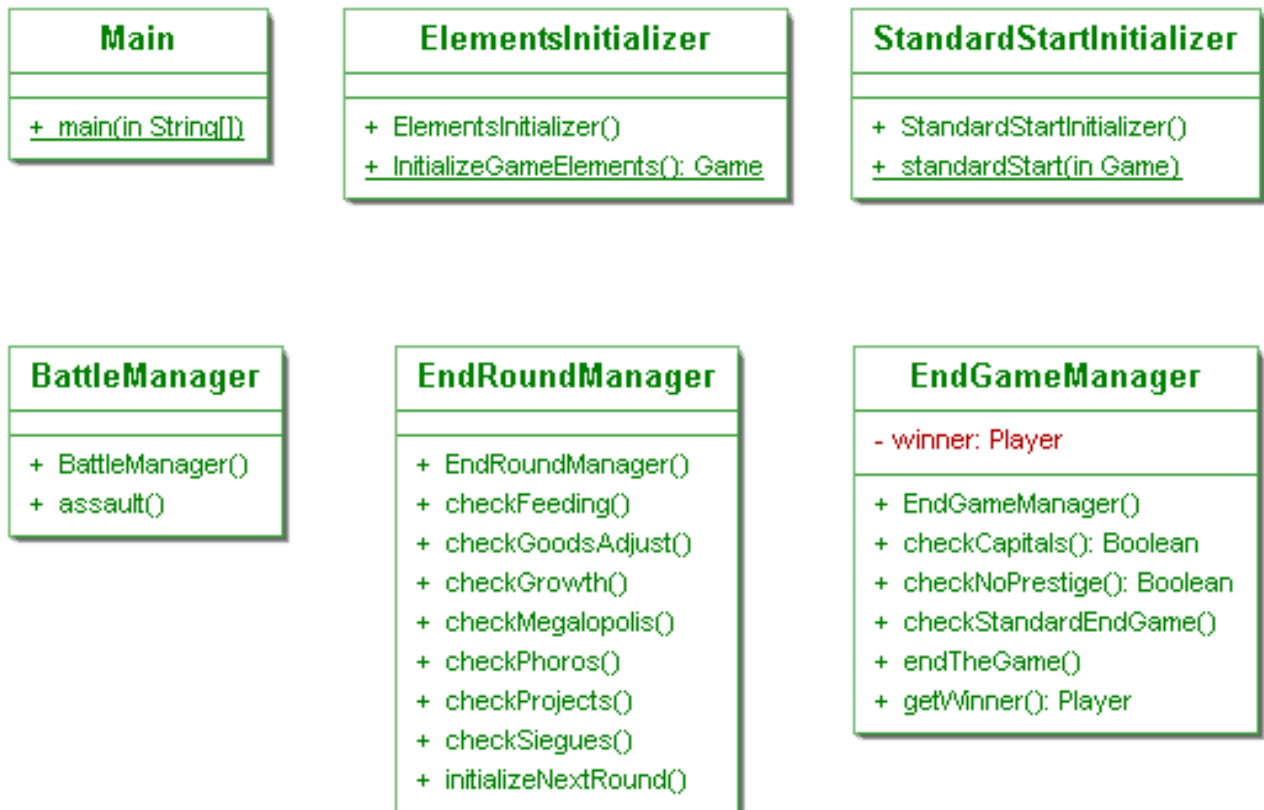 Main
+ main(in String[])
ElementsInitializer
+ ElementsInitializer()
+ InitializeGameElements(): Game
StandardStartInitializer
+ StandardStartInitializer()
+ standardStart(in Game)
BattleManager
+ BattleManager()
+ assault()
EndRoundManager
+ EndRoundManager()
+ checkFeeding()
+ checkGoodsAdjust()
+ checkGrowth()
+ checkMegalopolis()
+ checkPhoros()
+ checkProjects()
+ checkSiegues()
+ initializeNextRound()
EndGameManager
- winner: Player
+ EndGameManager()
+ checkCapitals(): Boolean
+ checkNoPrestige(): Boolean
+ checkStandardEndGame()
+ endTheGame()
+ getWinner(): Player